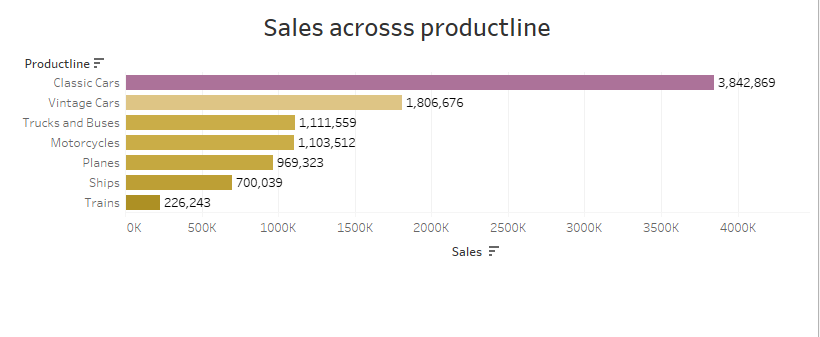 Sales acrosss productline
Productline
Classic Cars 3,842,869
Vintage Cars 1,806,676
Trucks and Buses 1,111,559
Motorcycles 1,103,512
Planes 969,323
Ships 700,039
Trains 226,243
0K 500K 1000K 1500K 2000K 2500K 3000K 3500K 4000K
Sales